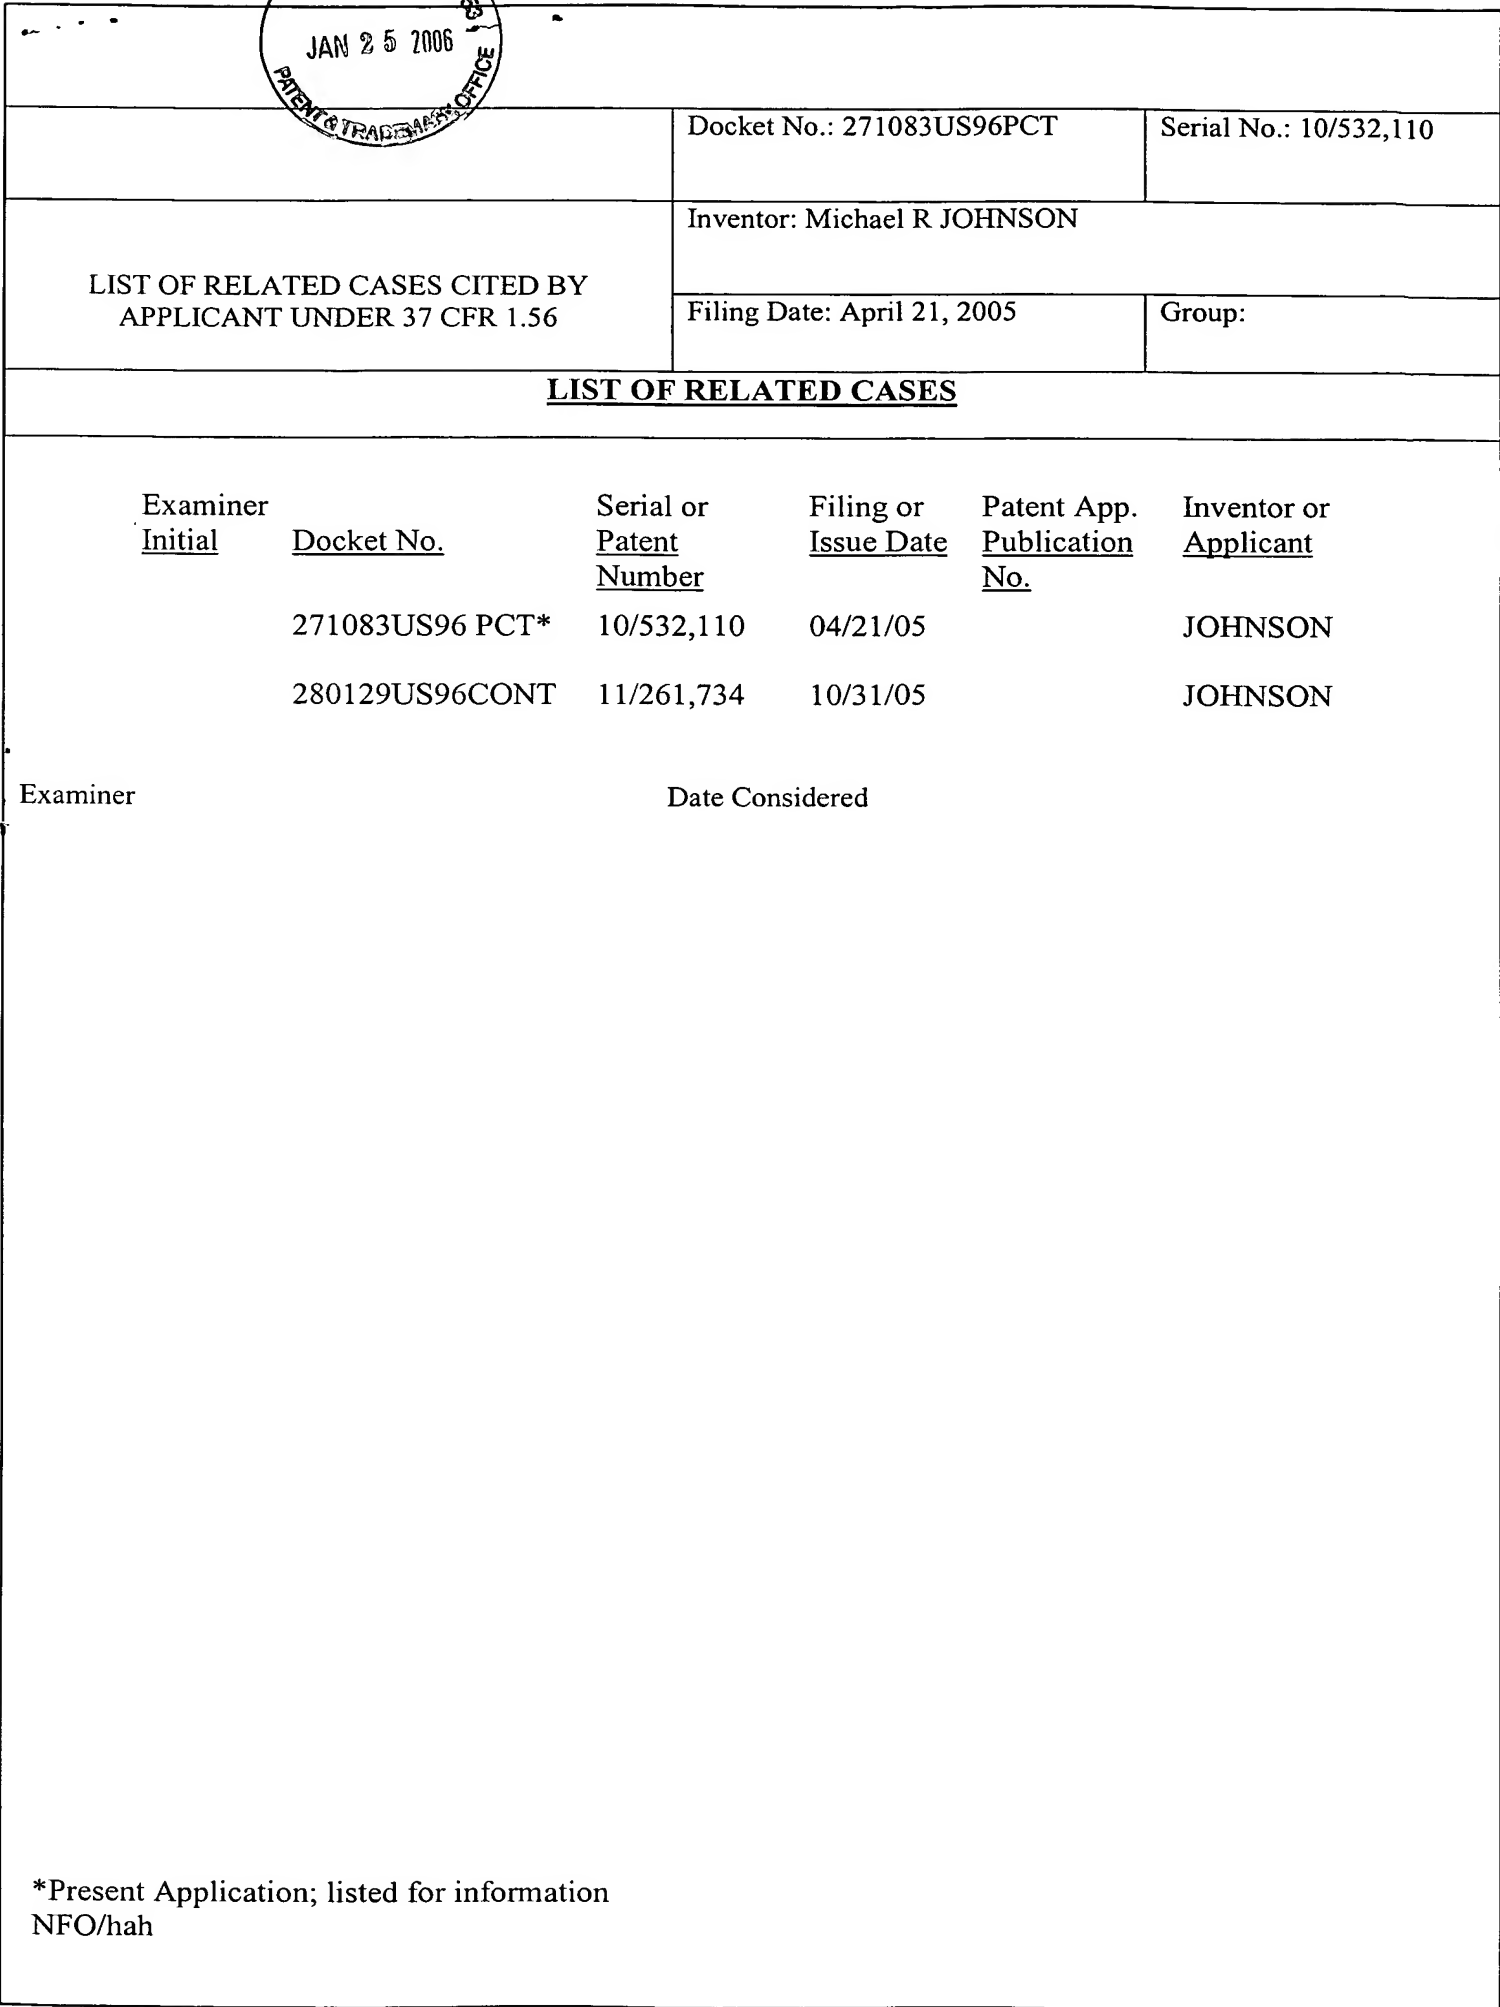 JAN 25 2006
PATENT & TRADEMARK OFFICE
Docket No.: 271083US96PCT
Serial No.: 10/532,110
Inventor: Michael R JOHNSON
LIST OF RELATED CASES CITED BY
APPLICANT UNDER 37 CFR 1.56
Filing Date: April 21, 2005
Group:
LIST OF RELATED CASES
Examiner Serial or Filing or Patent App. Inventor or
Initial Docket No. Patent Issue Date Publication Applicant
Number No.
271083US96 PCT* 10/532,110 04/21/05 JOHNSON
280129US96CONT 11/261,734 10/31/05 JOHNSON
Examiner Date Considered
*Present Application; listed for information
NFO/hah